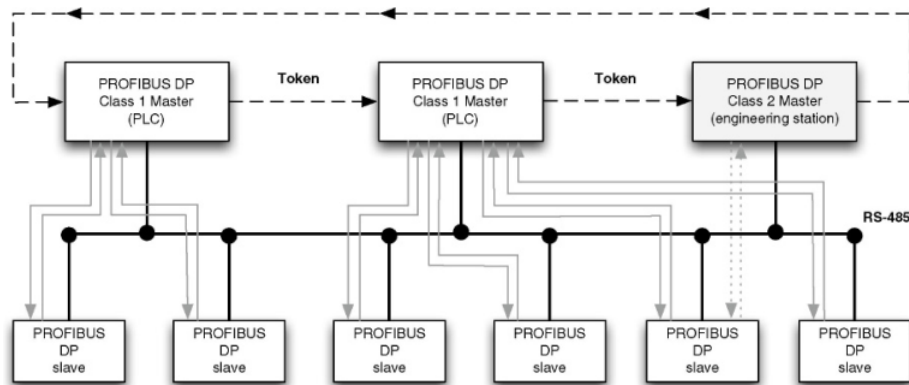 PROFIBUS DP
Class 1 Master
(PLC)
Token
PROFIBUS DP
Class 1 Master
(PLC)
Token
PROFIBUS DP
Class 2 Master
(engineering station)
RS-485
PROFIBUS
DP
slave
PROFIBUS
DP
slave
PROFIBUS
DP
slave
PROFIBUS
DP
slave
PROFIBUS
DP
slave
PROFIBUS
DP
slave